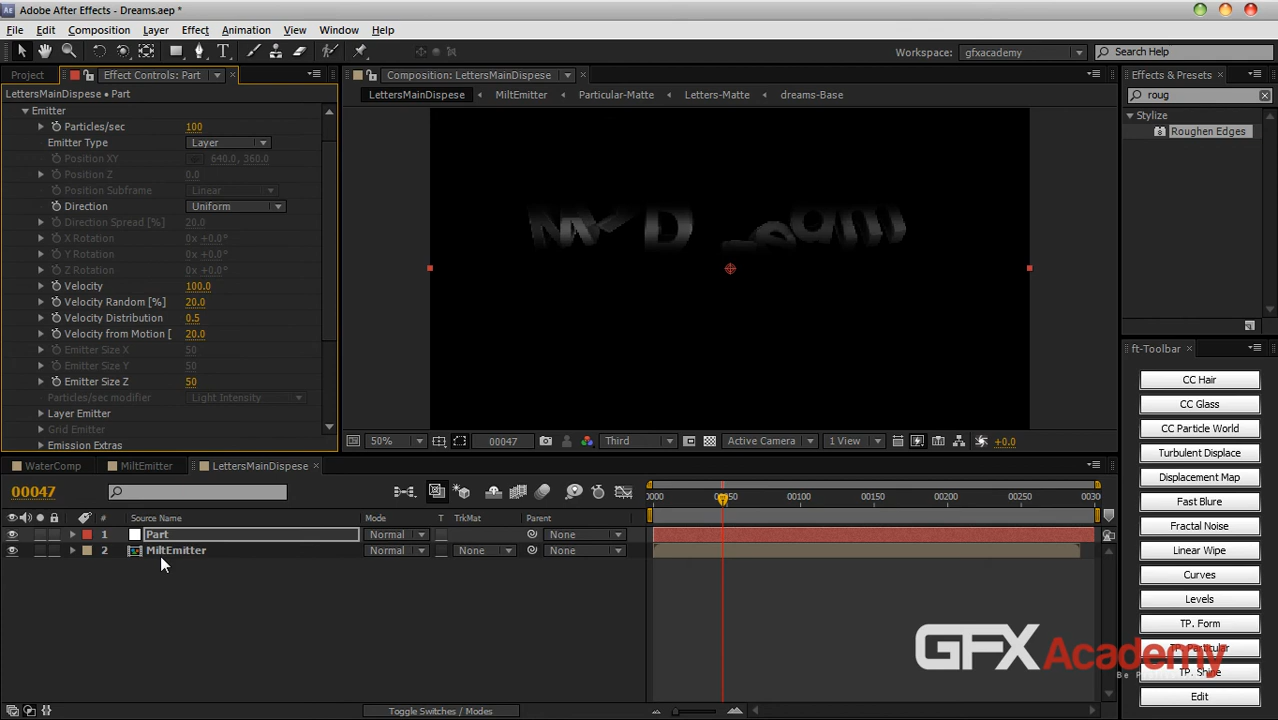 Adobe After Effects - Dreams.aep *
File Edit Composition Layer Effect Animation View Window Help
Workspace: gfxacademy Search Help
Project Effect Controls: Part Composition: LettersMainDispese Effects & Presets
LettersMainDispese • Part
LettersMainDispese MiltEmitter Particular-Matte Letters-Matte dreams-Base
roug
Stylize
Roughen Edges
Emitter
Particles/sec 100
Emitter Type Layer
Position XY 640.0, 360.0
Position Z 0.0
Position Subframe Linear
Direction Uniform
Direction Spread [%] 20.0
X Rotation 0x +0.0°
Y Rotation 0x +0.0°
Z Rotation 0x +0.0°
Velocity 100.0
Velocity Random [%] 20.0
Velocity Distribution 0.5
Velocity from Motion [ 20.0
Emitter Size X 50
Emitter Size Y 50
Emitter Size Z 50
Particles/sec modifier Light Intensity
Layer Emitter
Grid Emitter
Emission Extras
50% 00047 Third Active Camera 1 View +0.0
ft-Toolbar
CC Hair
CC Glass
CC Particle World
Turbulent Displace
Displacement Map
Fast Blure
Fractal Noise
Linear Wipe
Curves
Levels
TP. Form
TP. Particular
TP. Shine
Edit
WaterComp MiltEmitter LettersMainDispese
00047
0000 00050 00100 00150 00200 00250 0030
# Source Name Mode T TrkMat Parent
1 Part Normal None
2 MiltEmitter Normal None None
Toggle Switches / Modes
GFXAcademy